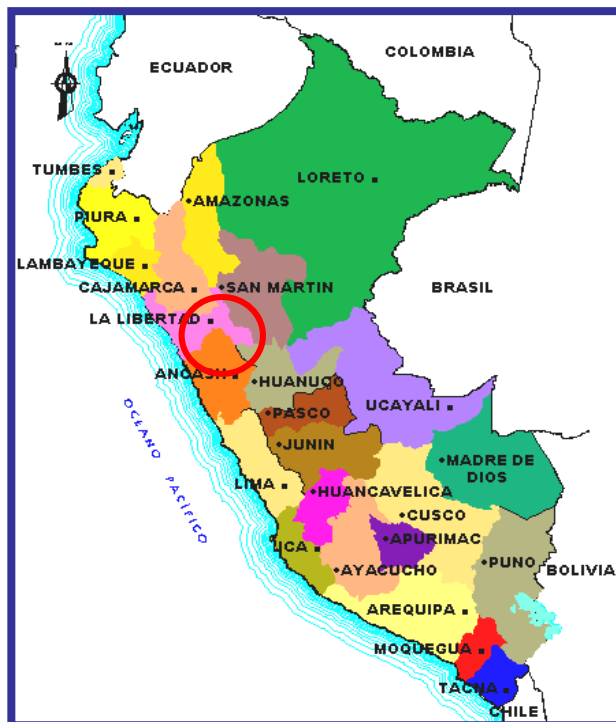 COLOMBIA
ECUADOR
TUMBES
LORETO
AMAZONAS
PIURA
LAMBAYEQUE
CAJAMARCA
SAN MARTIN
BRASIL
LA LIBERTAD
ANCASH
HUANUCO
UCAYALI
PASCO
OCEANO PACÍFICO
JUNIN
MADRE DE
DIOS
LIMA
HUANCAVELICA
CUSCO
APURIMAC
ICA
AYACUCHO
PUNO
BOLIVIA
AREQUIPA
MOQUEGUA
TACNA
CHILE